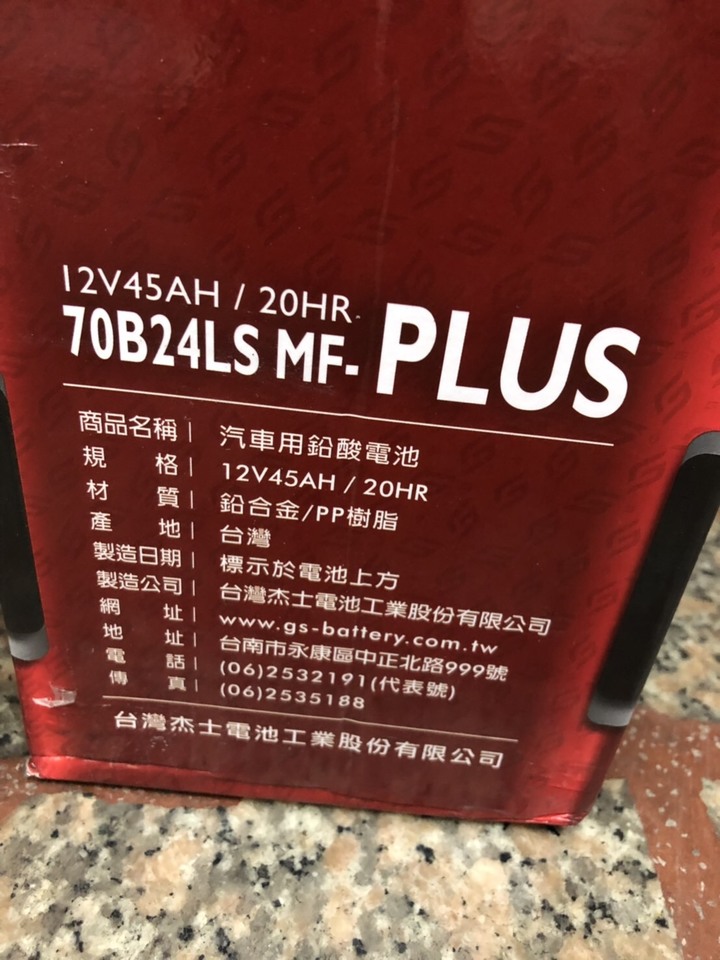 12V45AH / 20HR
70B24LS MF-PLUS
商品名稱 | 汽車用鉛酸電池
規 格 | 12V45AH / 20HR
材 質 | 鉛合金/PP樹脂
產 地 | 台灣
製造日期 | 標示於電池上方
製造公司 | 台灣杰士電池工業股份有限公司
網 址 | www.gs-battery.com.tw
地 址 | 台南市永康區中正北路999號
電 話 | (06)2532191(代表號)
傳 真 | (06)2535188
台灣杰士電池工業股份有限公司